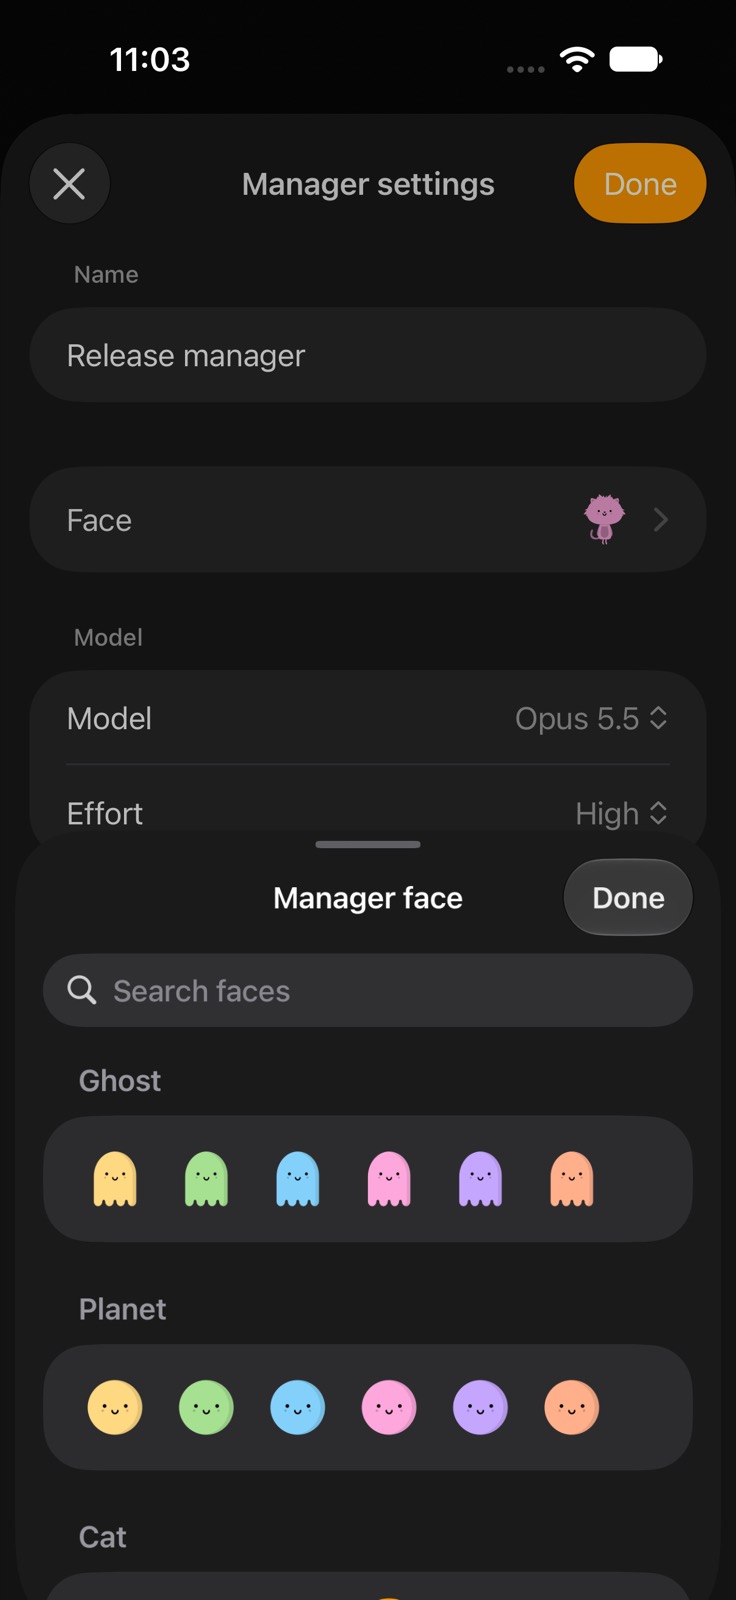 11:03
Manager settings
Done
Name
Release manager
Face
Model
Model
Opus 5.5
Effort
High
Manager face
Done
Search faces
Ghost
Planet
Cat